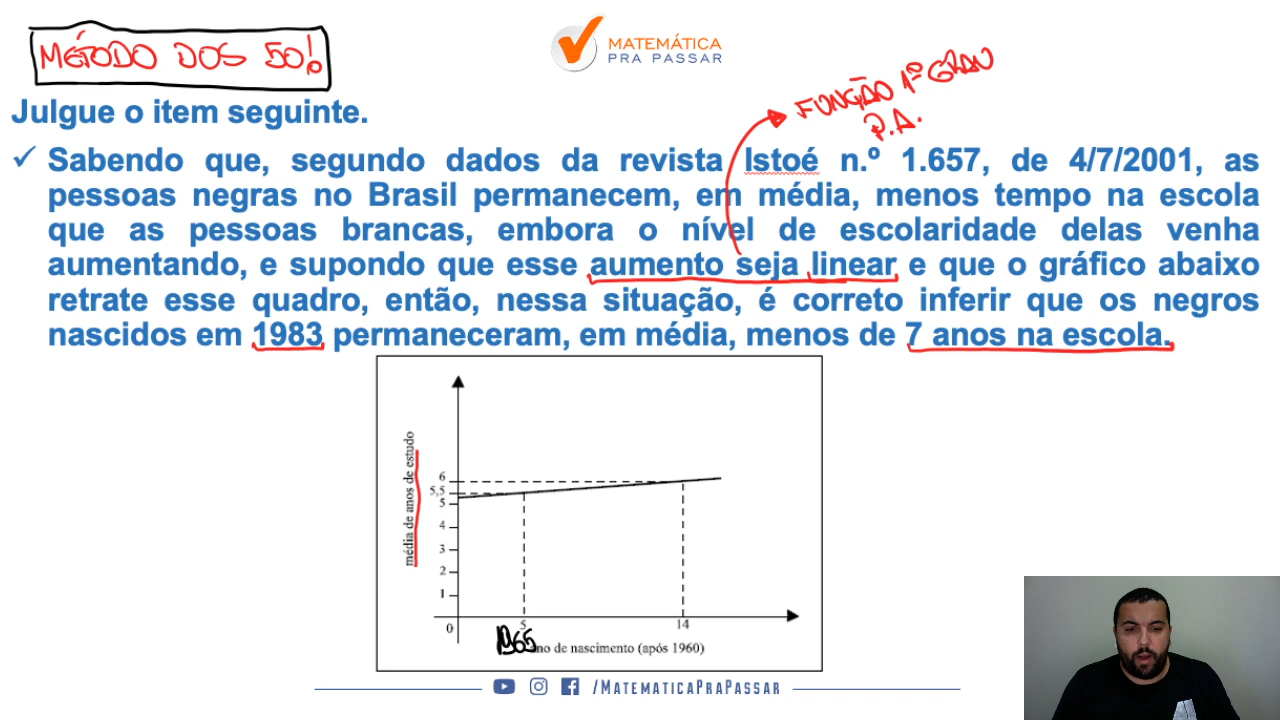 MÉTODO DOS 50!
MATEMÁTICA
PRA PASSAR
FUNÇÃO 1º GRAU
P.A.
Julgue o item seguinte.
✓ Sabendo que, segundo dados da revista Istoé n.º 1.657, de 4/7/2001, as
pessoas negras no Brasil permanecem, em média, menos tempo na escola
que as pessoas brancas, embora o nível de escolaridade delas venha
aumentando, e supondo que esse aumento seja linear e que o gráfico abaixo
retrate esse quadro, então, nessa situação, é correto inferir que os negros
nascidos em 1983 permaneceram, em média, menos de 7 anos na escola.
média de anos de estudo
6
5,5
5
4
3
2
1
0
5
14
1965
ano de nascimento (após 1960)
/MatematicaPraPassar